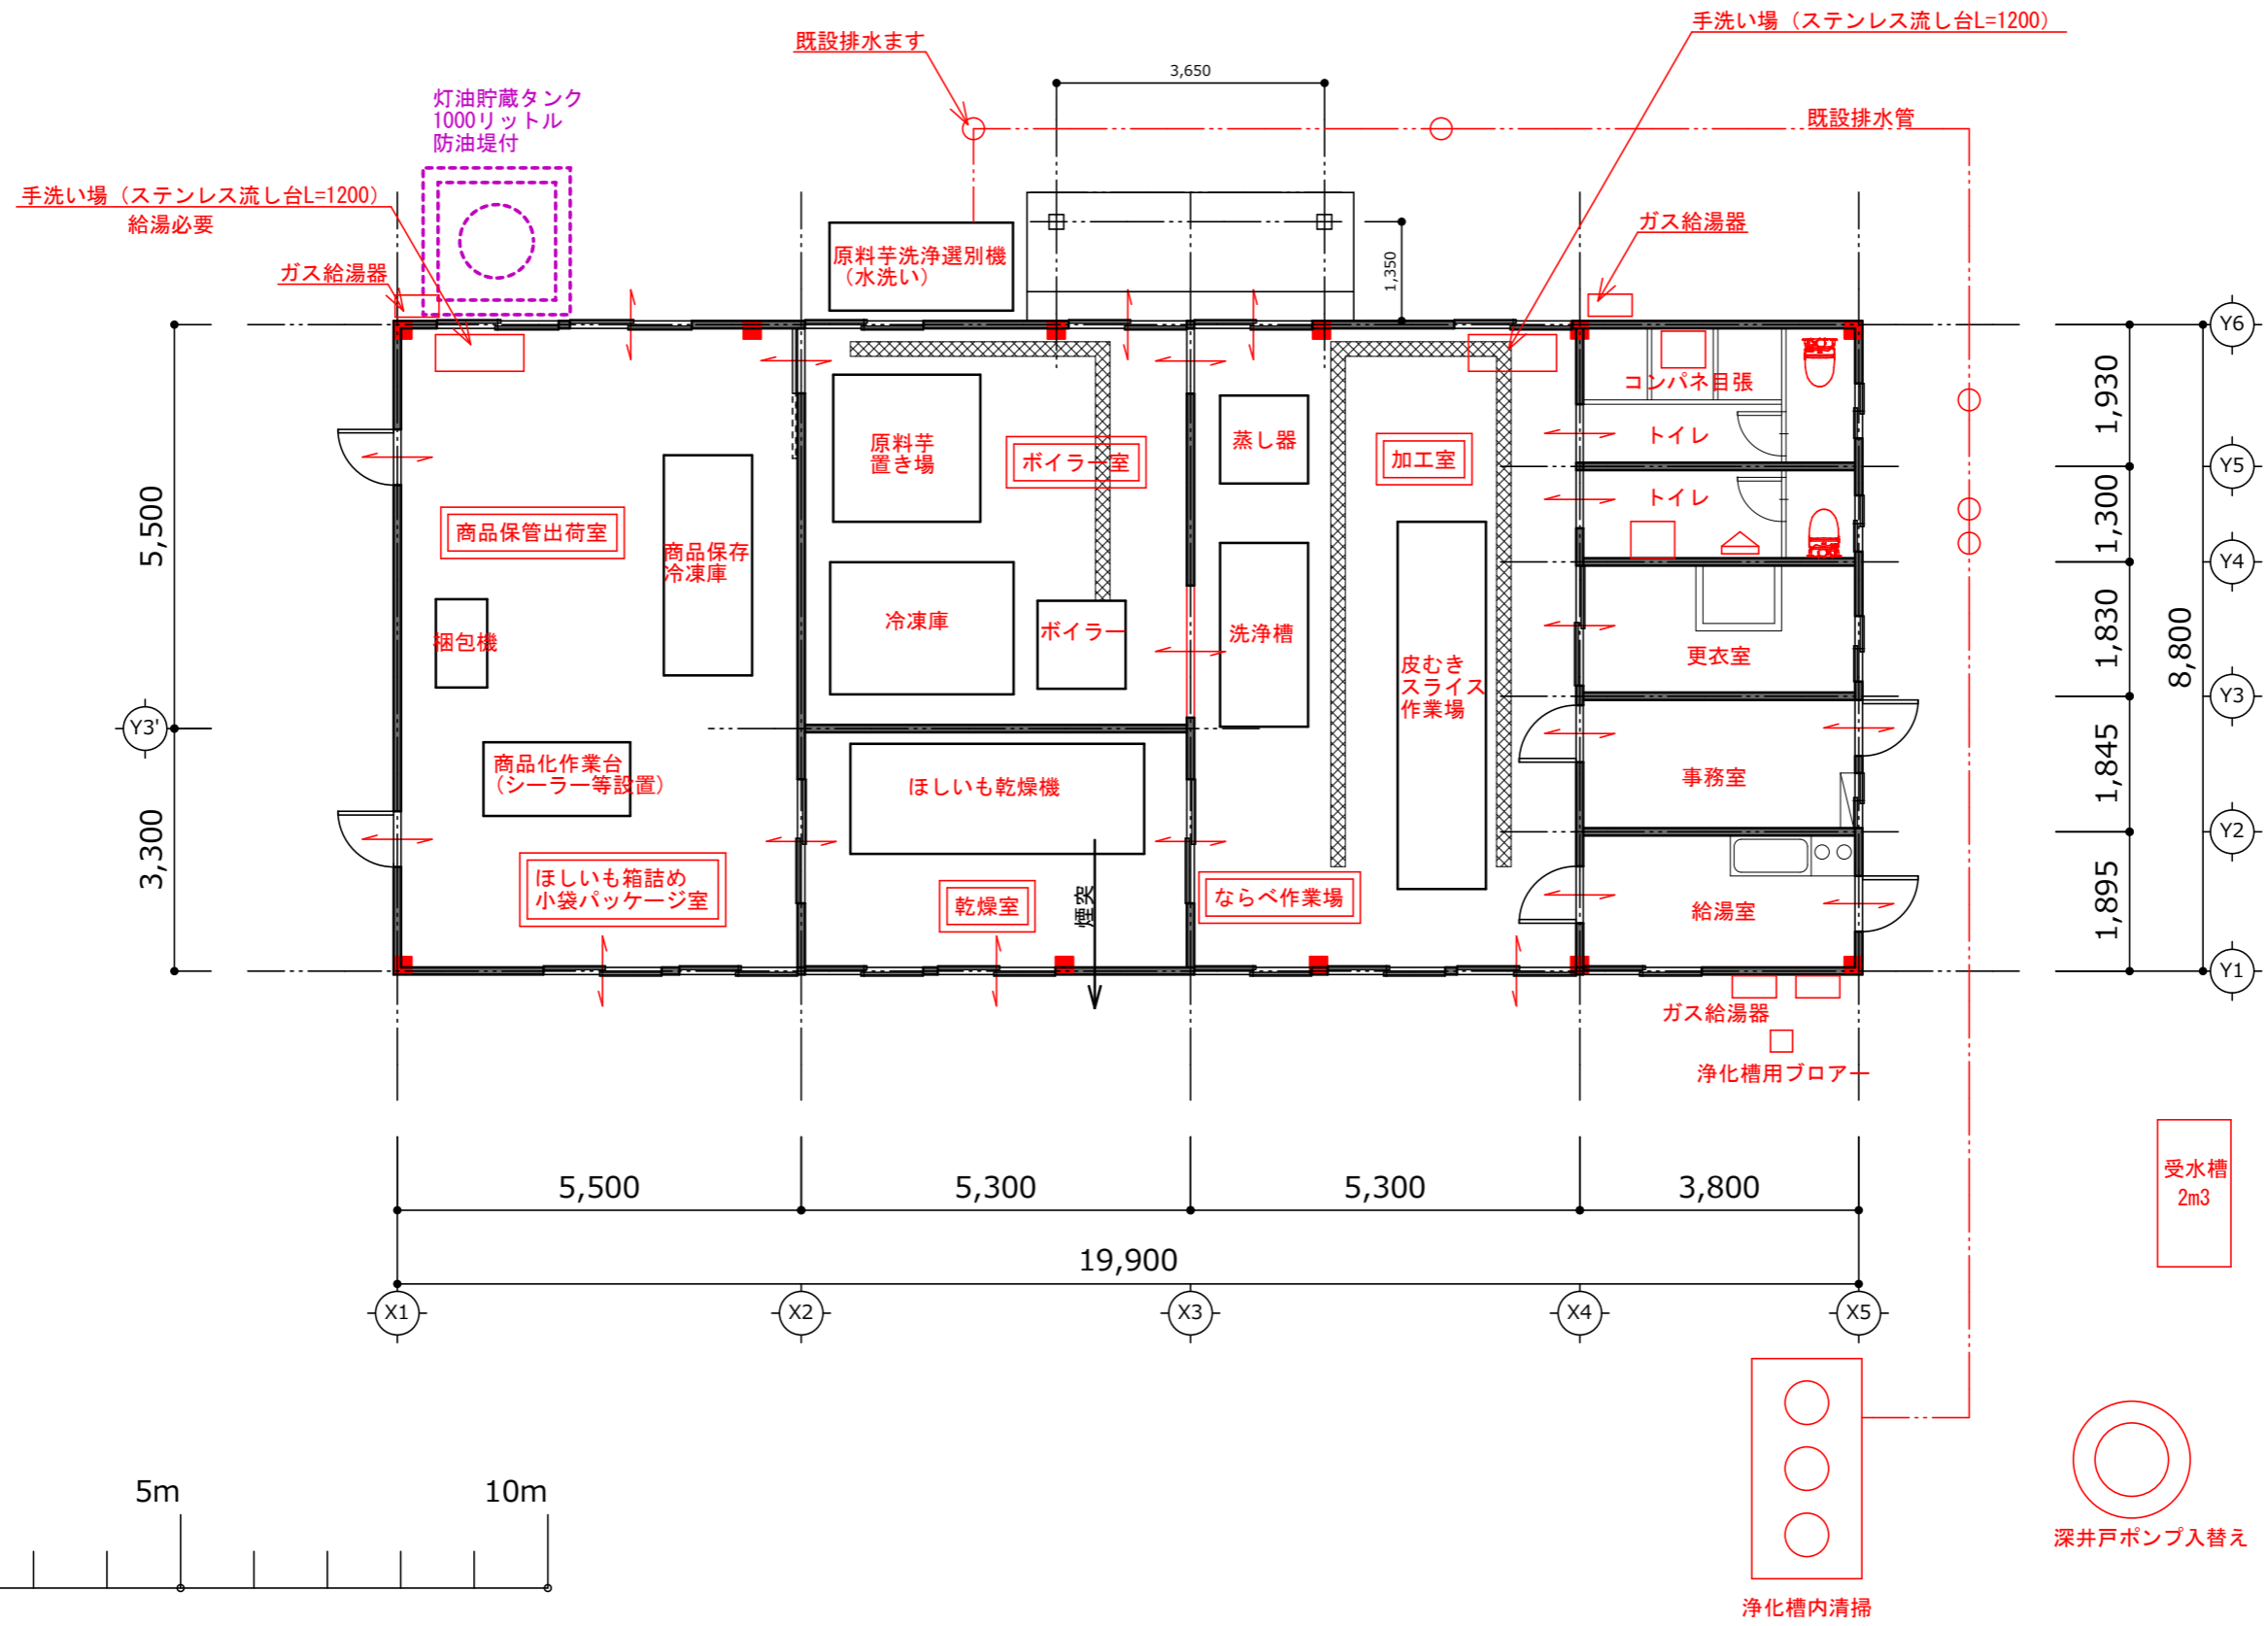 手洗い場（ステンレス流し台L=1200）
既設排水ます
3,650
灯油貯蔵タンク
1000リットル
防油堤付
既設排水管
手洗い場（ステンレス流し台L=1200）
給湯必要
ガス給湯器
原料芋洗浄選別機
（水洗い）
1,350
ガス給湯器
Y6
コンパネ目張
1,930
トイレ
原料芋
置き場
ボイラー室
蒸し器
加工室
Y5
5,500
商品保管出荷室
トイレ
1,300
商品保存
冷凍庫
Y4
梱包機
冷凍庫
ボイラー
洗浄槽
更衣室
1,830
8,800
皮むき
スライス
作業場
Y3
Y3'
商品化作業台
（シーラー等設置）
ほしいも乾燥機
事務室
1,845
3,300
Y2
ほしいも箱詰め
小袋パッケージ室
乾燥室
煙突
ならべ作業場
給湯室
1,895
Y1
ガス給湯器
浄化槽用ブロアー
受水槽
2m3
5,500
5,300
5,300
3,800
19,900
X1
X2
X3
X4
X5
5m
10m
深井戸ポンプ入替え
浄化槽内清掃